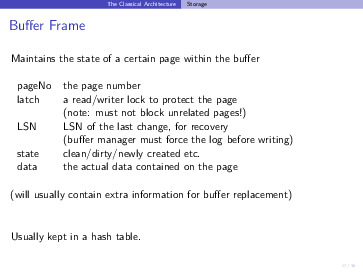 The Classical Architecture Storage
Buffer Frame
Maintains the state of a certain page within the buffer
pageNo the page number
latch a read/writer lock to protect the page
(note: must not block unrelated pages!)
LSN LSN of the last change, for recovery
(buffer manager must force the log before writing)
state clean/dirty/newly created etc.
data the actual data contained on the page
(will usually contain extra information for buffer replacement)
Usually kept in a hash table.